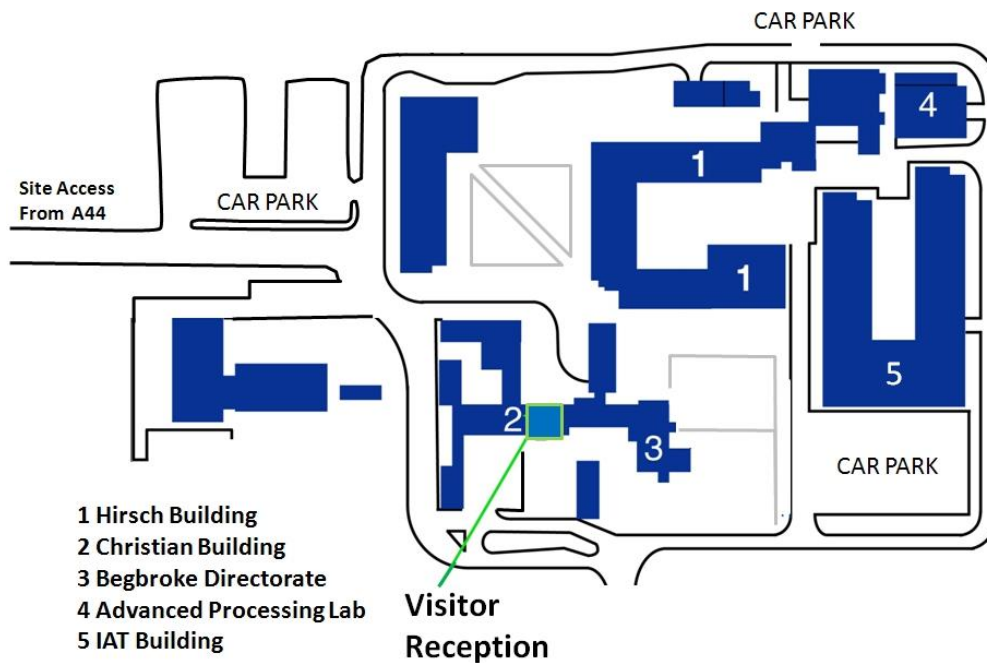 CAR PARK
4
1
Site Access
From A44
CAR PARK
1
5
2
3
CAR PARK
1 Hirsch Building
2 Christian Building
3 Begbroke Directorate
4 Advanced Processing Lab
5 IAT Building
Visitor
Reception